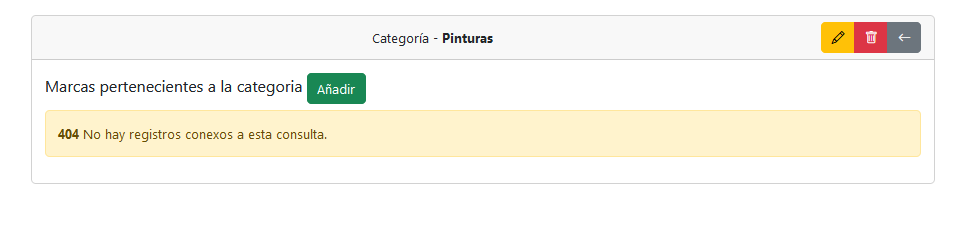 Categoría - Pinturas
Marcas pertenecientes a la categoria Añadir
404 No hay registros conexos a esta consulta.